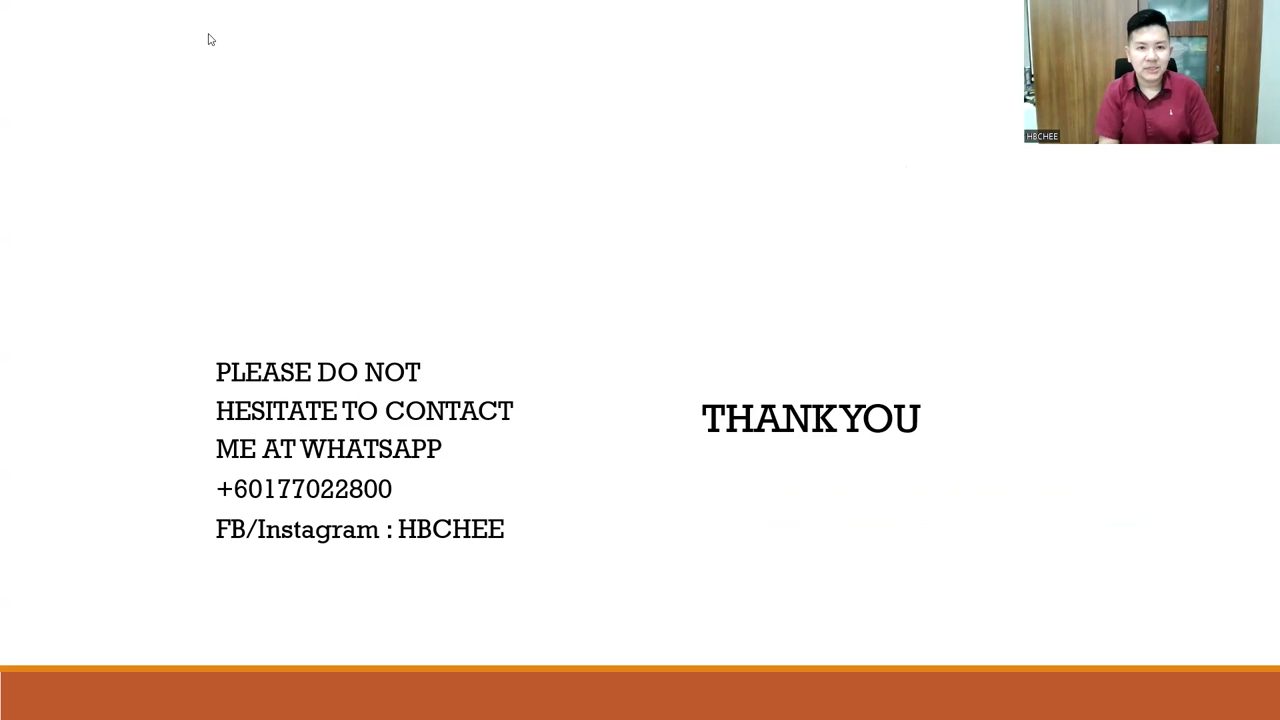 HBCHEE
PLEASE DO NOT
HESITATE TO CONTACT
ME AT WHATSAPP
+60177022800
FB/Instagram : HBCHEE
THANKYOU